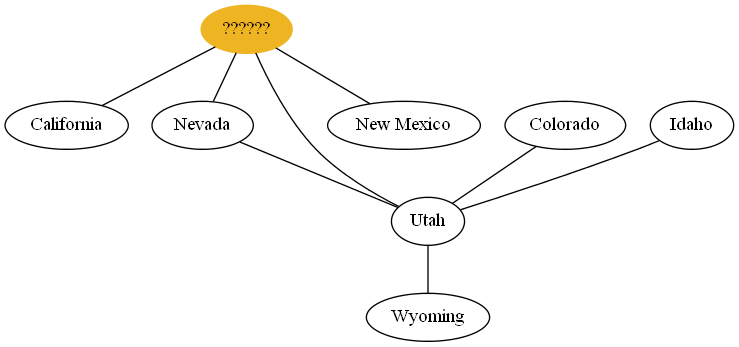 ??????
California
Nevada
New Mexico
Colorado
Idaho
Utah
Wyoming